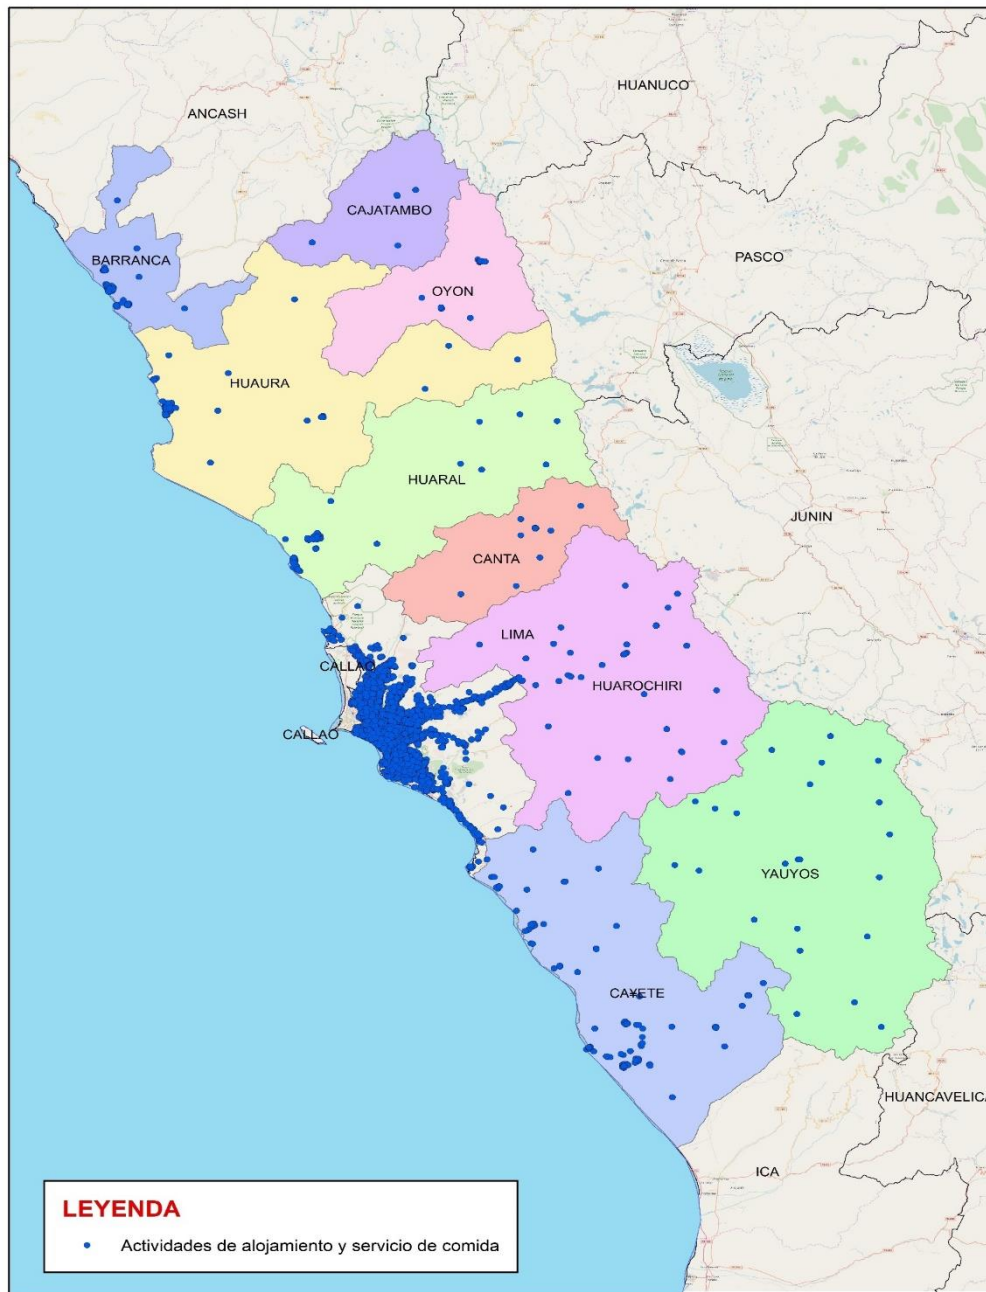 HUANUCO
ANCASH
CAJATAMBO
PASCO
BARRANCA
OYON
HUAURA
HUARAL
JUNIN
CANTA
LIMA
CALLAO
HUAROCHIRI
CALLAO
YAUYOS
CA¥ETE
HUANCAVELICA
ICA
LEYENDA
Actividades de alojamiento y servicio de comida